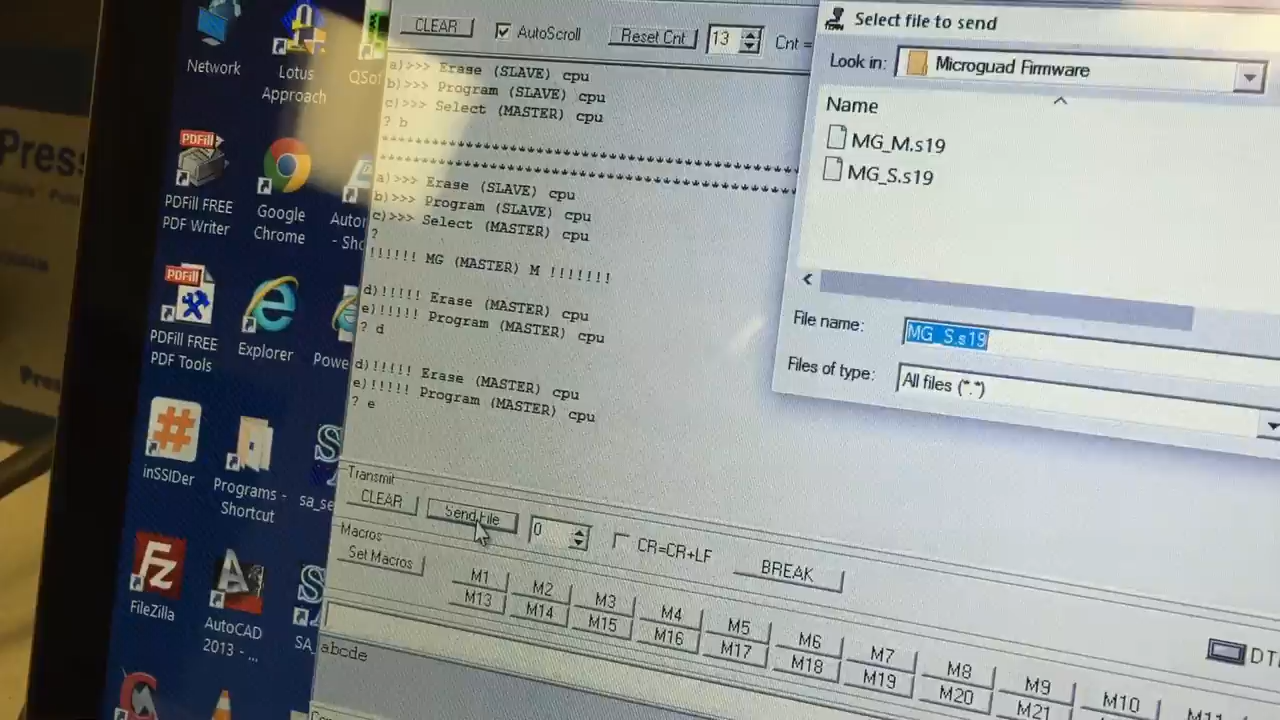 Network
Lotus
Approach
PDFill
PDFill FREE
PDF Writer
Google
Chrome
PDFill
PDFill FREE
PDF Tools
Explorer
inSSIDer
Programs -
Shortcut
FileZilla
AutoCAD
2013 - ...
CLEAR
AutoScroll
Reset Cnt
13
Cnt =
a)>>> Erase (SLAVE) cpu
b)>>> Program (SLAVE) cpu
c)>>> Select (MASTER) cpu
? b
a)>>> Erase (SLAVE) cpu
b)>>> Program (SLAVE) cpu
c)>>> Select (MASTER) cpu
?
!!!!!! MG (MASTER) M !!!!!!!
d)!!!!! Erase (MASTER) cpu
e)!!!!! Program (MASTER) cpu
? d
d)!!!!! Erase (MASTER) cpu
e)!!!!! Program (MASTER) cpu
? e
Transmit
CLEAR
Send File
0
CR=CR+LF
BREAK
Macros
Set Macros
M1 M2 M3 M4 M5 M6 M7 M8 M9 M10
M13 M14 M15 M16 M17 M18 M19 M20 M21
abcde
Select file to send
Look in: Microguad Firmware
Name
MG_M.s19
MG_S.s19
File name: MG_S.s19
Files of type: All files (*.*)
Press